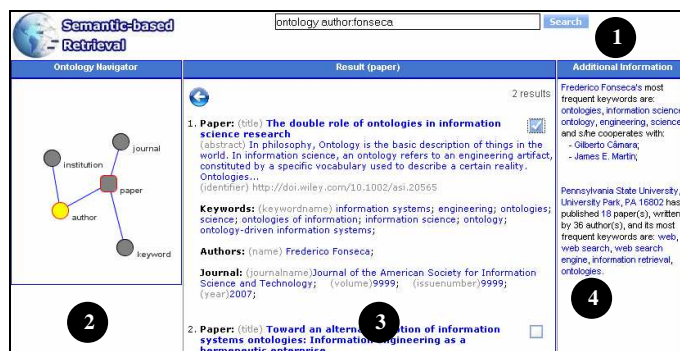 Semantic-based
Retrieval
ontology author:fonseca
Search
1
Ontology Navigator
institution
journal
paper
author
keyword
2
Result (paper)
2 results
1. Paper: (title) The double role of ontologies in information
science research
(abstract) In philosophy, Ontology is the basic description of things in the
world. In information science, an ontology refers to an engineering artifact,
constituted by a specific vocabulary used to describe a certain reality.
Ontologies...
(identifier) http://doi.wiley.com/10.1002/asi.20565
Keywords: (keywordname) information systems; engineering; ontologies;
science; ontologies of information; information science; ontology;
ontology-driven information systems;
Authors: (name) Frederico Fonseca;
Journal: (journalname)Journal of the American Society for Information
Science and Technology; (volume)9999; (issuenumber)9999;
(year)2007;
3
2. Paper: (title) Toward an of information
systems ontologies: Information as a
hermeneutic enterprise
Additional Information
Frederico Fonseca's most
frequent keywords are:
ontologies, information science,
ontology, engineering, science
and s/he cooperates with:
- Gilberto Câmara;
- James E. Martin;
Pennsylvania State University,
University Park, PA 16802 has
published 18 paper(s), written
by 36 author(s), and its most
frequent keywords are: web,
web search, web search
engine, information retrieval,
ontologies.
4